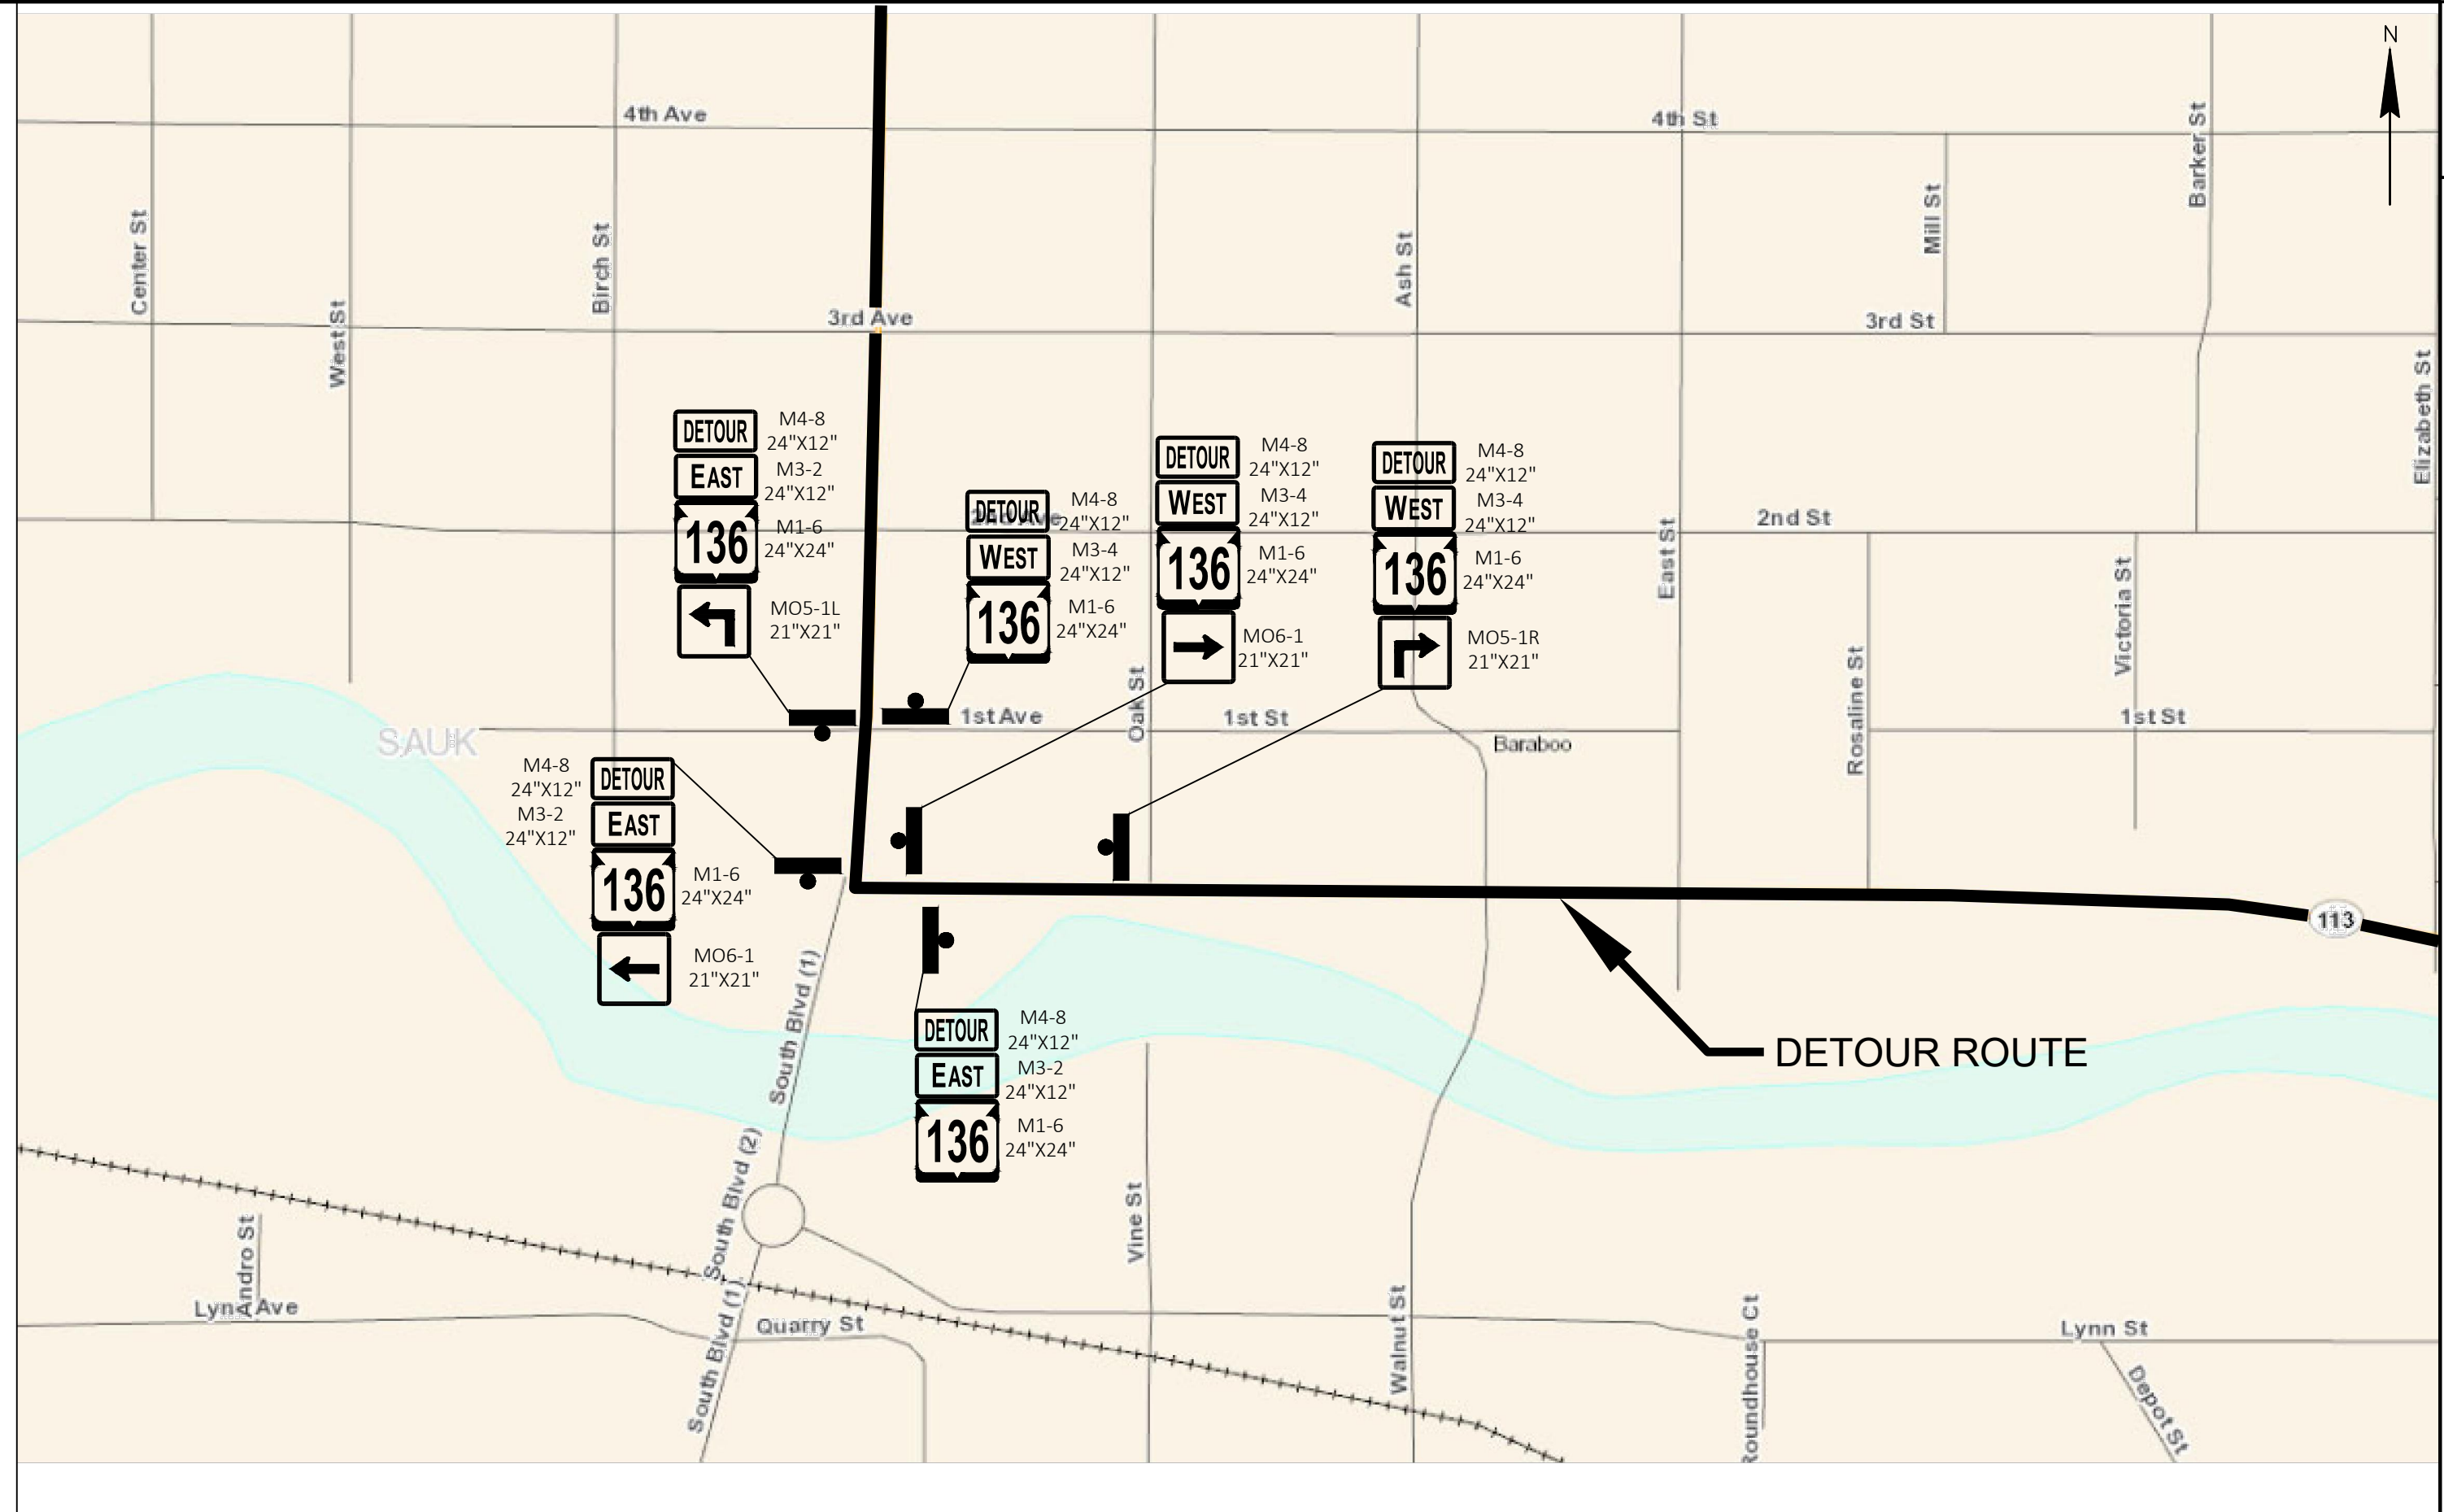 N
4th Ave
4th St
Center St
West St
Birch St
Ash St
Mill St
Barker St
3rd Ave
3rd St
Elizabeth St
DETOUR
M4-8
24"X12"
EAST
M3-2
24"X12"
136
M1-6
24"X24"
MO5-1L
21"X21"
DETOUR
M4-8
24"X12"
2nd Ave
WEST
M3-4
24"X12"
136
M1-6
24"X24"
DETOUR
M4-8
24"X12"
WEST
M3-4
24"X12"
136
M1-6
24"X24"
MO6-1
21"X21"
DETOUR
M4-8
24"X12"
WEST
M3-4
24"X12"
136
M1-6
24"X24"
MO5-1R
21"X21"
2nd St
East St
Victoria St
Rosaline St
Oak St
1st Ave
1st St
1st St
SAUK
Baraboo
M4-8
24"X12"
DETOUR
M3-2
24"X12"
EAST
136
M1-6
24"X24"
MO6-1
21"X21"
113
South Blvd (1)
DETOUR
M4-8
24"X12"
EAST
M3-2
24"X12"
136
M1-6
24"X24"
DETOUR ROUTE
South Blvd (2)
Vine St
Andro St
Lynn Ave
South Blvd (1)
Quarry St
Walnut St
Roundhouse Ct
Lynn St
Depot St